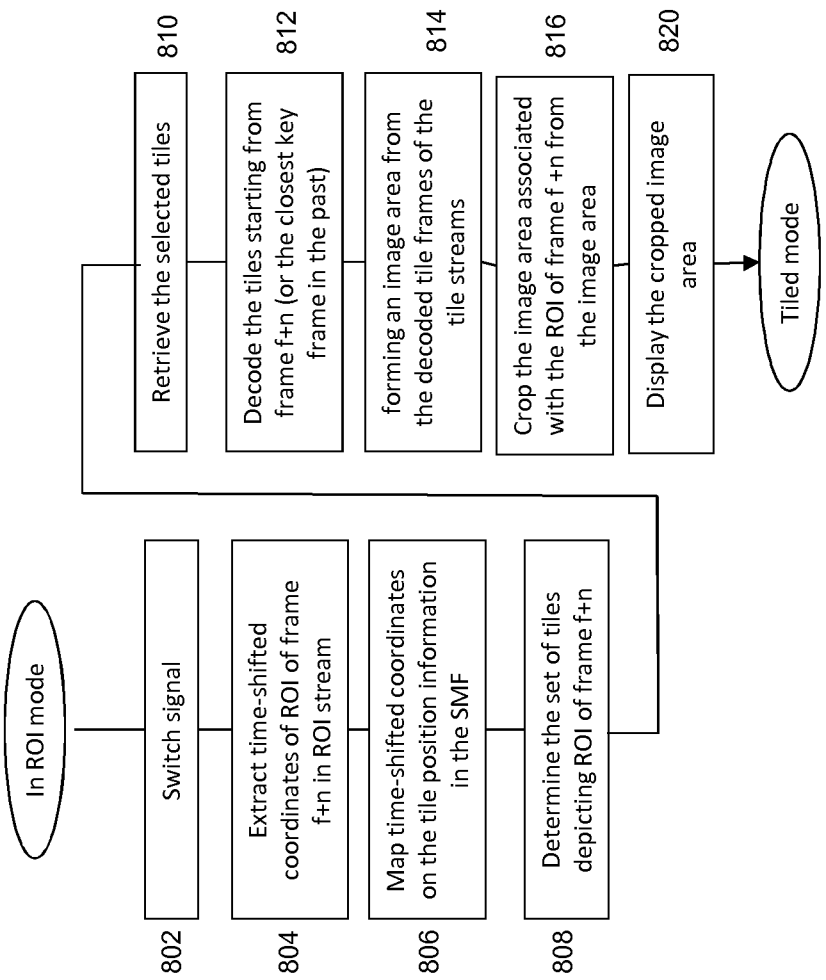 In ROI mode
802
Switch signal
804
Extract time-shifted
coordinates of ROI of frame
f+n in ROI stream
806
Map time-shifted coordinates
on the tile position information
in the SMF
808
Determine the set of tiles
depicting ROI of frame f+n
Retrieve the selected tiles
810
Decode the tiles starting from
frame f+n (or the closest key
frame in the past)
812
forming an image area from
the decoded tile frames of the
tile streams
814
Crop the image area associated
with the ROI of frame f +n from
the image area
816
Display the cropped image
area
820
Tiled mode